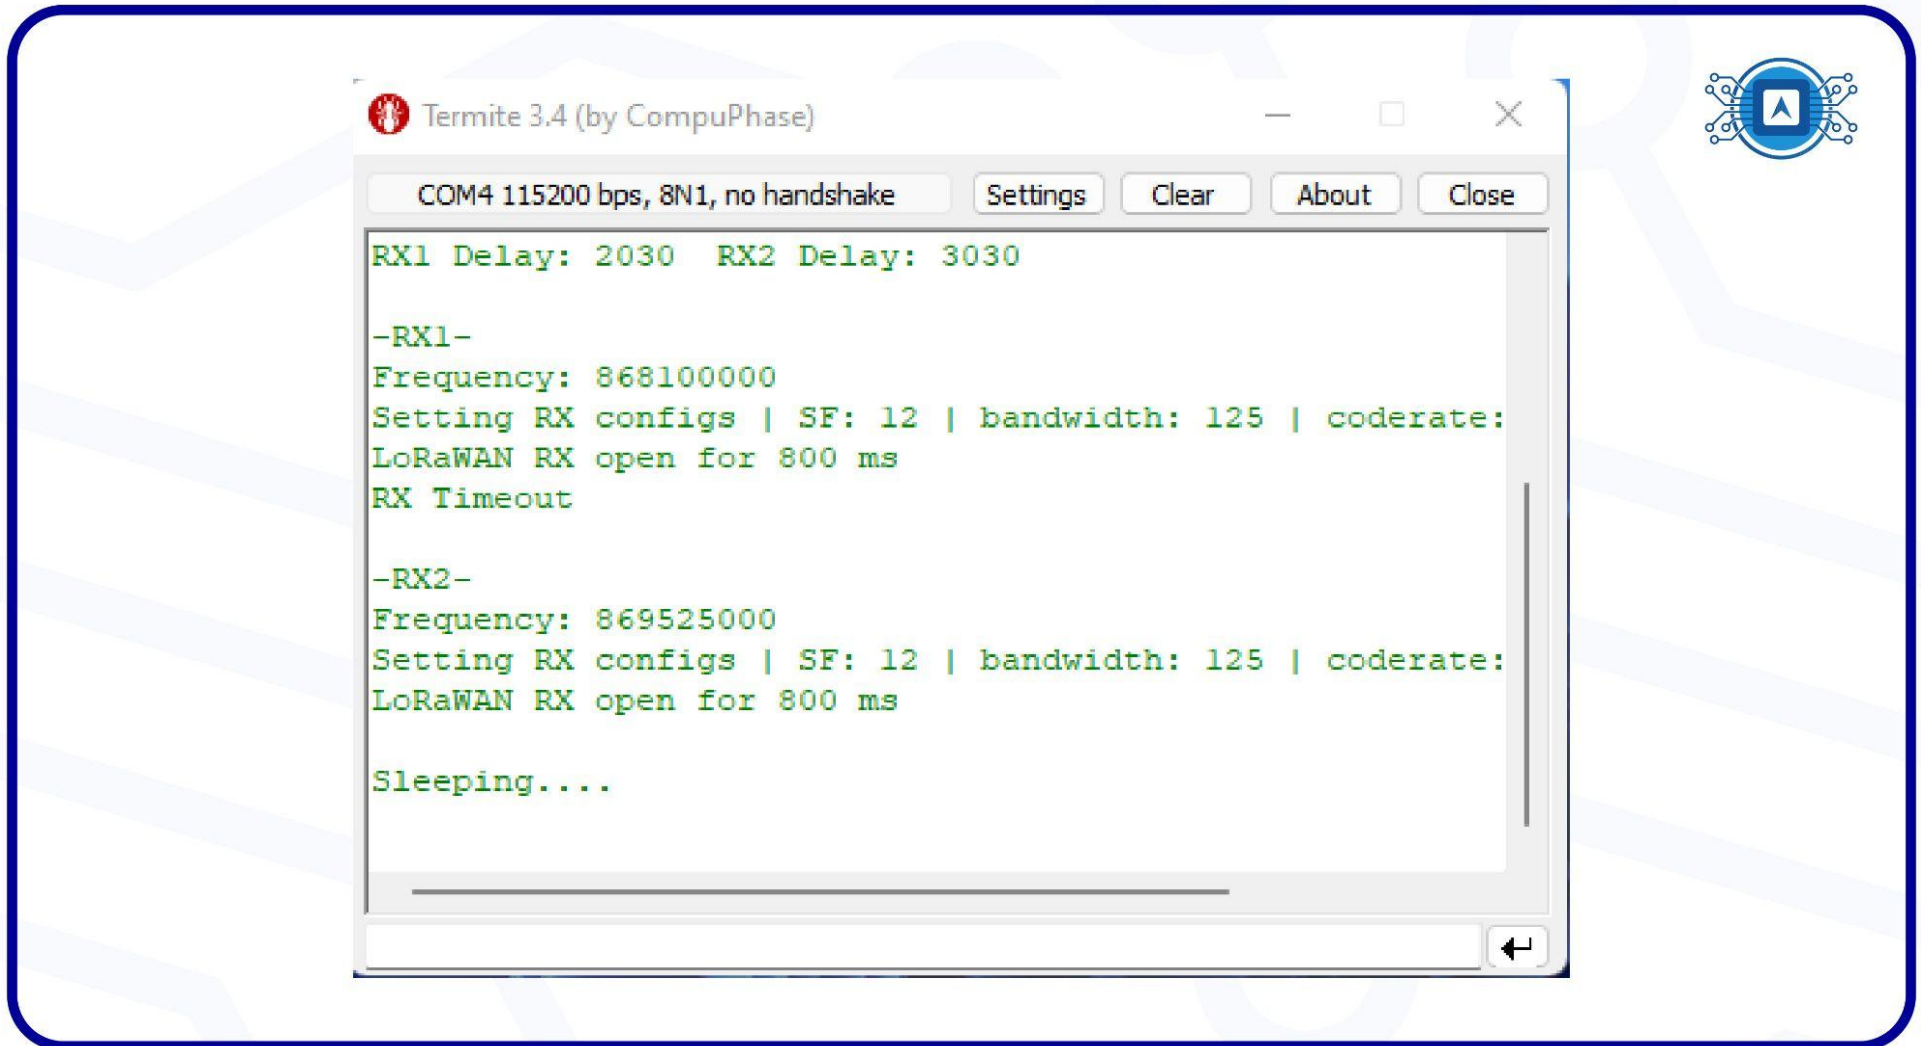 Termite 3.4 (by CompuPhase)
COM4 115200 bps, 8N1, no handshake Settings Clear About Close
RX1 Delay: 2030  RX2 Delay: 3030
-RX1-
Frequency: 868100000
Setting RX configs | SF: 12 | bandwidth: 125 | coderate:
LoRaWAN RX open for 800 ms
RX Timeout
-RX2-
Frequency: 869525000
Setting RX configs | SF: 12 | bandwidth: 125 | coderate:
LoRaWAN RX open for 800 ms
Sleeping....